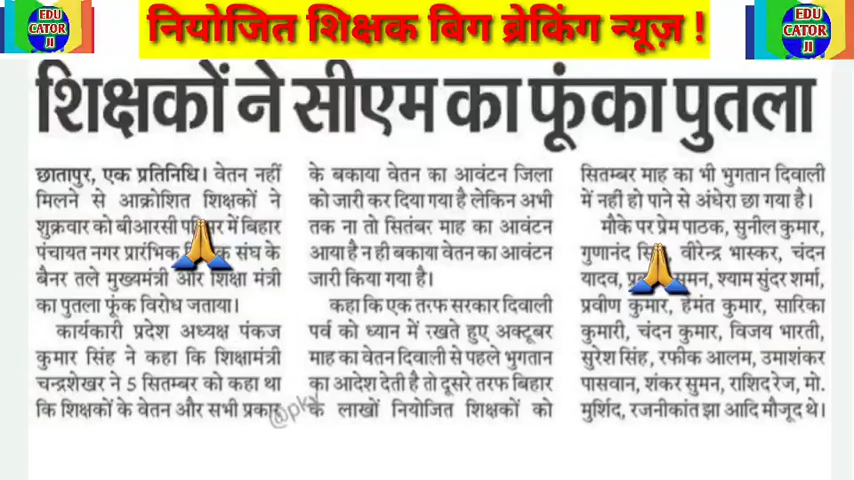 EDU
CATOR
JI
नियोजित शिक्षक बिग ब्रेकिंग न्यूज़ !
EDU
CATOR
JI
शिक्षकों ने सीएम का फूंका पुतला
छातापुर, एक प्रतिनिधि। वेतन नहीं
मिलने से आक्रोशित शिक्षकों ने
शुक्रवार को बीआरसी में बिहार
पंचायत नगर प्रारंभिक संघ के
बैनर तले मुख्यमंत्री और शिक्षा मंत्री
का पुतला फूंक विरोध जताया।
कार्यकारी प्रदेश अध्यक्ष पंकज
कुमार सिंह ने कहा कि शिक्षामंत्री
चन्द्रशेखर ने 5 सितम्बर को कहा था
कि शिक्षकों के वेतन और सभी प्रकार
के बकाया वेतन का आवंटन जिला
को जारी कर दिया गया है लेकिन अभी
तक ना तो सितंबर माह का आवंटन
आया है न ही बकाया वेतन का आवंटन
जारी किया गया है।
कहा कि एक तरफ सरकार दिवाली
पर्व को ध्यान में रखते हुए अक्टूबर
माह का वेतन दिवाली से पहले भुगतान
का आदेश देती है तो दूसरे तरफ बिहार
के लाखों नियोजित शिक्षकों को
सितम्बर माह का भी भुगतान दिवाली
में नहीं हो पाने से अंधेरा छा गया है।
मौके पर प्रेम पाठक, सुनील कुमार,
गुणानंद वीरेन्द्र भास्कर, चंदन
यादव, सुमन, श्याम सुंदर शर्मा,
प्रवीण कुमार, हेमंत कुमार, सारिका
कुमारी, चंदन कुमार, विजय भारती,
सुरेश सिंह, रफीक आलम, उमाशंकर
पासवान, शंकर सुमन, राशिद रेज, मो.
मुर्शिद, रजनीकांत झा आदि मौजूद थे।
@pky